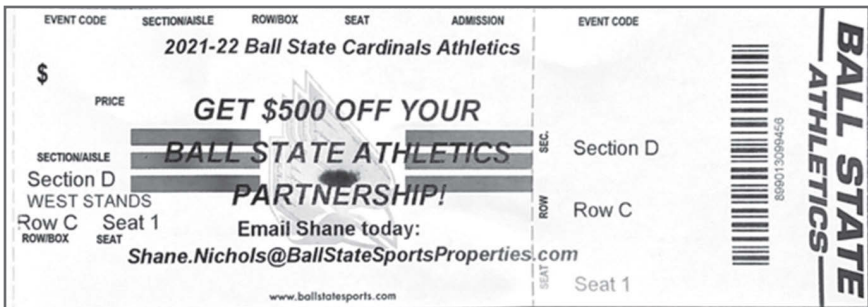 EVENT CODE SECTION/AISLE ROW/BOX SEAT ADMISSION
2021-22 Ball State Cardinals Athletics
$
PRICE
GET $500 OFF YOUR
BALL STATE ATHLETICS
PARTNERSHIP!
SECTION/AISLE
Section D
WEST STANDS
Row C Seat 1
ROW/BOX SEAT
Email Shane today:
Shane.Nichols@BallStateSportsProperties.com
www.ballstatesports.com
EVENT CODE
SEC. Section D
ROW Row C
SEAT Seat 1
899013099456
BALL STATE
ATHLETICS